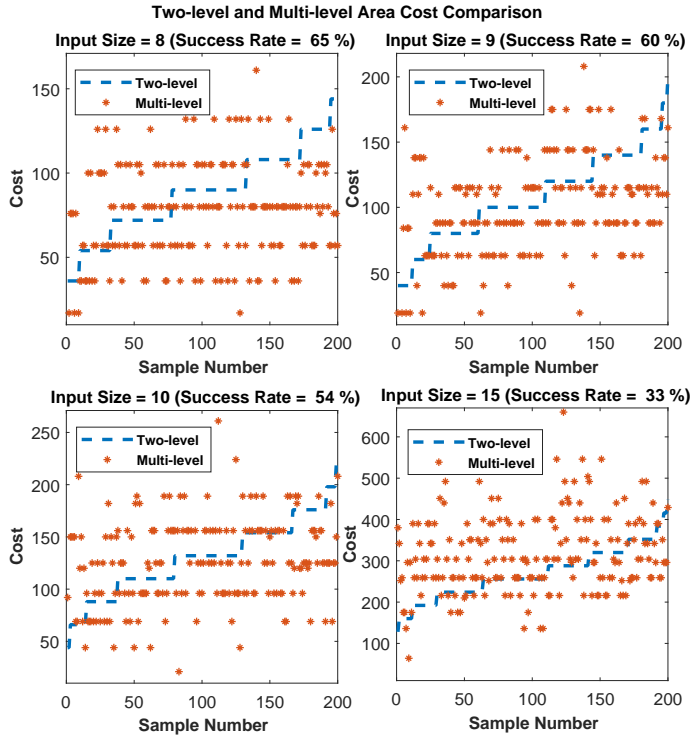 Two-level and Multi-level Area Cost Comparison
Input Size = 8 (Success Rate = 65 %)
Two-level
Multi-level
150
100
50
Cost
0 50 100 150 200
Sample Number
Input Size = 9 (Success Rate = 60 %)
Two-level
Multi-level
200
150
100
50
Cost
0 50 100 150 200
Sample Number
Input Size = 10 (Success Rate = 54 %)
Two-level
Multi-level
250
200
150
100
50
Cost
0 50 100 150 200
Sample Number
Input Size = 15 (Success Rate = 33 %)
Two-level
Multi-level
600
500
400
300
200
100
Cost
0 50 100 150 200
Sample Number